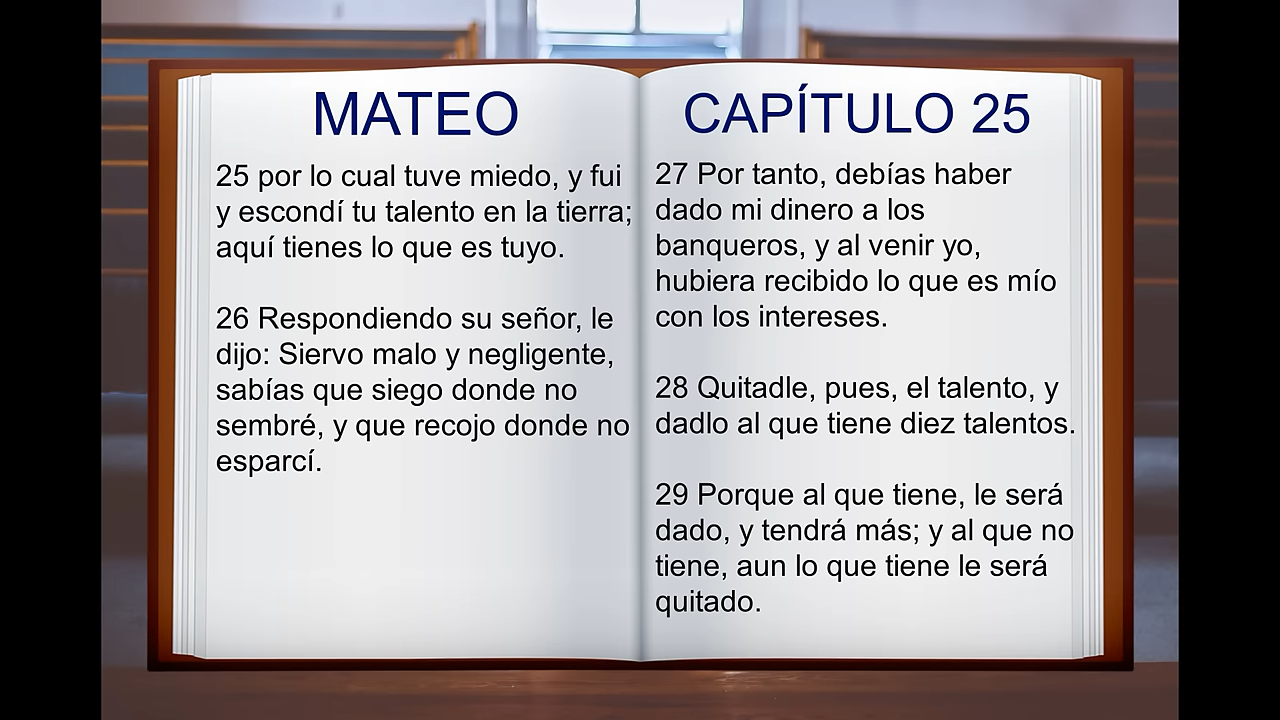 MATEO
25 por lo cual tuve miedo, y fui
y escondí tu talento en la tierra;
aquí tienes lo que es tuyo.
26 Respondiendo su señor, le
dijo: Siervo malo y negligente,
sabías que siego donde no
sembré, y que recojo donde no
esparcí.
CAPÍTULO 25
27 Por tanto, debías haber
dado mi dinero a los
banqueros, y al venir yo,
hubiera recibido lo que es mío
con los intereses.
28 Quitadle, pues, el talento, y
dadlo al que tiene diez talentos.
29 Porque al que tiene, le será
dado, y tendrá más; y al que no
tiene, aun lo que tiene le será
quitado.